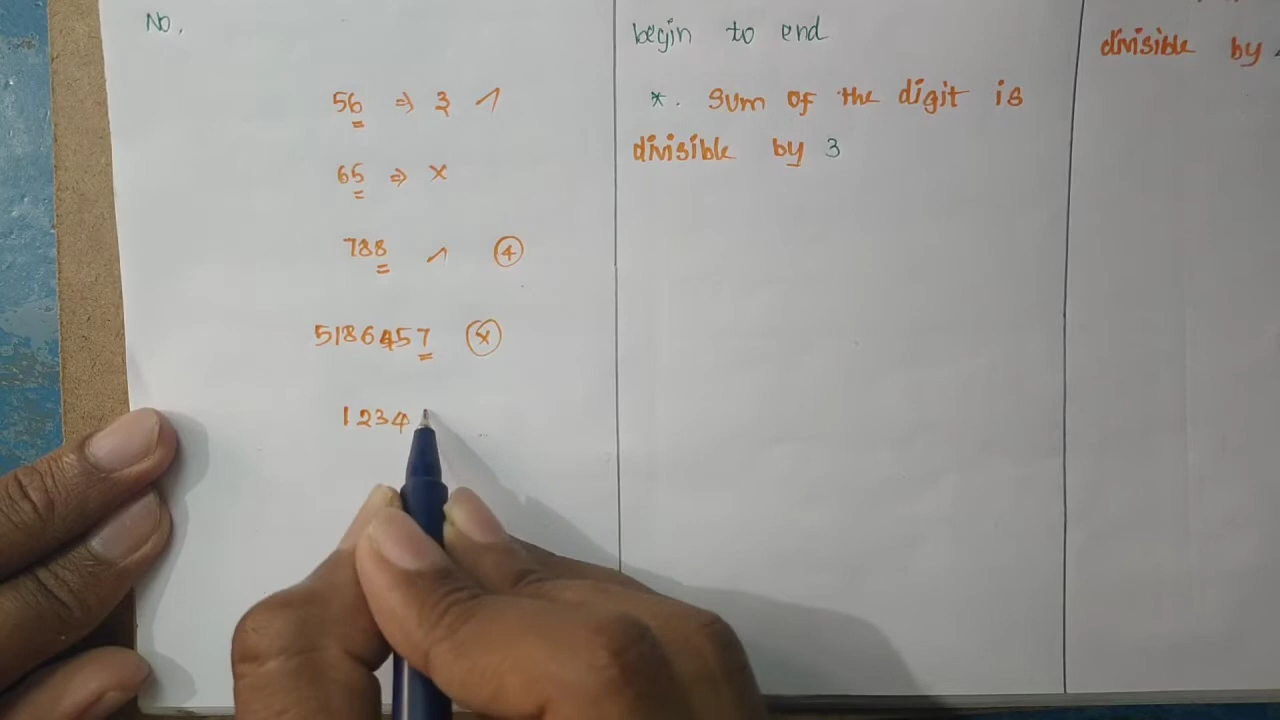 No.
56 ⇒ 3 ✓
65 ⇒ ×
788 ✓ 4
5186457 ×
1234
begin to end
*. Sum of the digit is
divisible by 3
divisible by